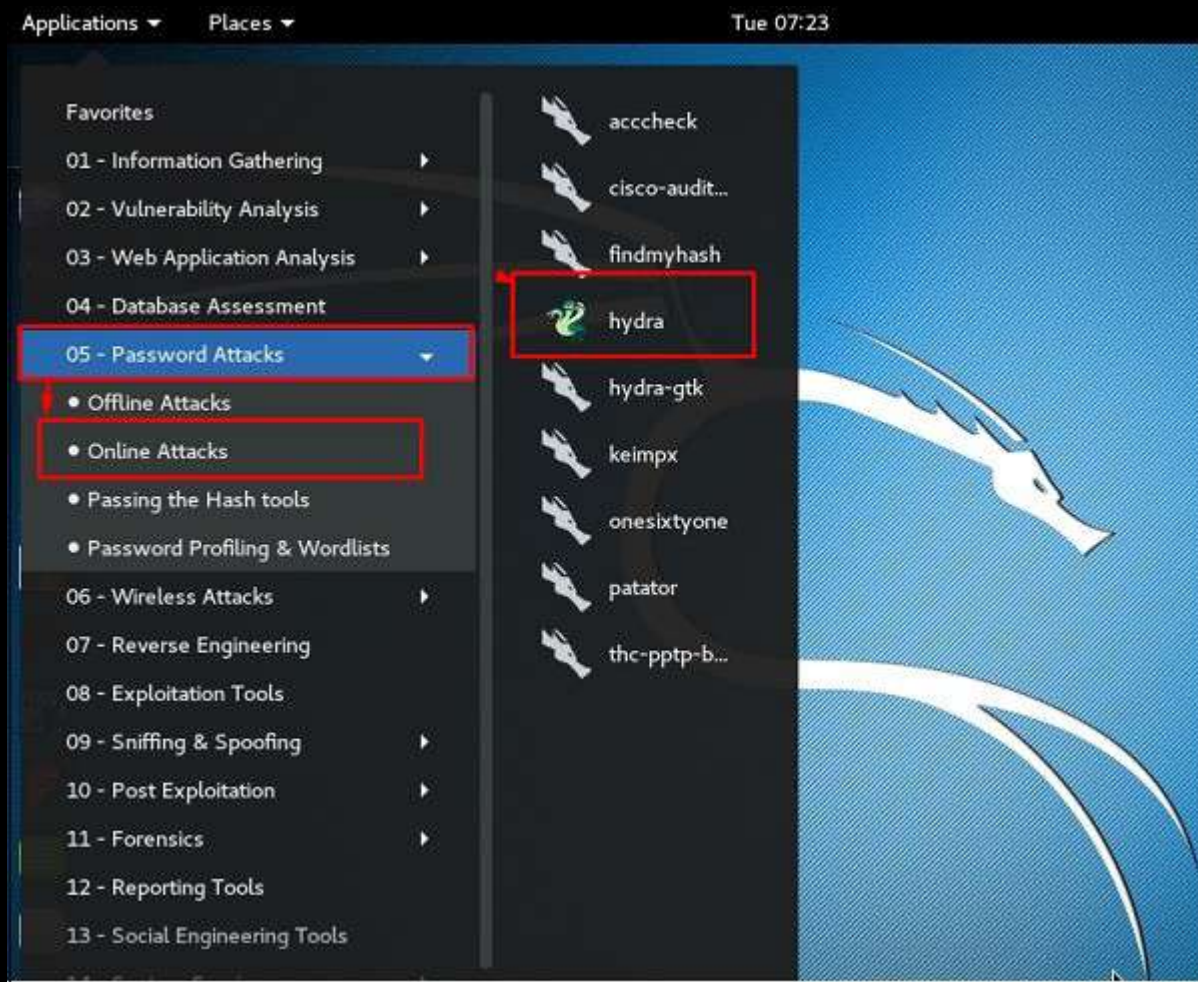 Applications Places Tue 07:23
Favorites
01 - Information Gathering
02 - Vulnerability Analysis
03 - Web Application Analysis
04 - Database Assessment
05 - Password Attacks
Offline Attacks
Online Attacks
Passing the Hash tools
Password Profiling & Wordlists
06 - Wireless Attacks
07 - Reverse Engineering
08 - Exploitation Tools
09 - Sniffing & Spoofing
10 - Post Exploitation
11 - Forensics
12 - Reporting Tools
13 - Social Engineering Tools
acccheck
cisco-audit...
findmyhash
hydra
hydra-gtk
keimpx
onesixtyone
patator
thc-pptp-b...